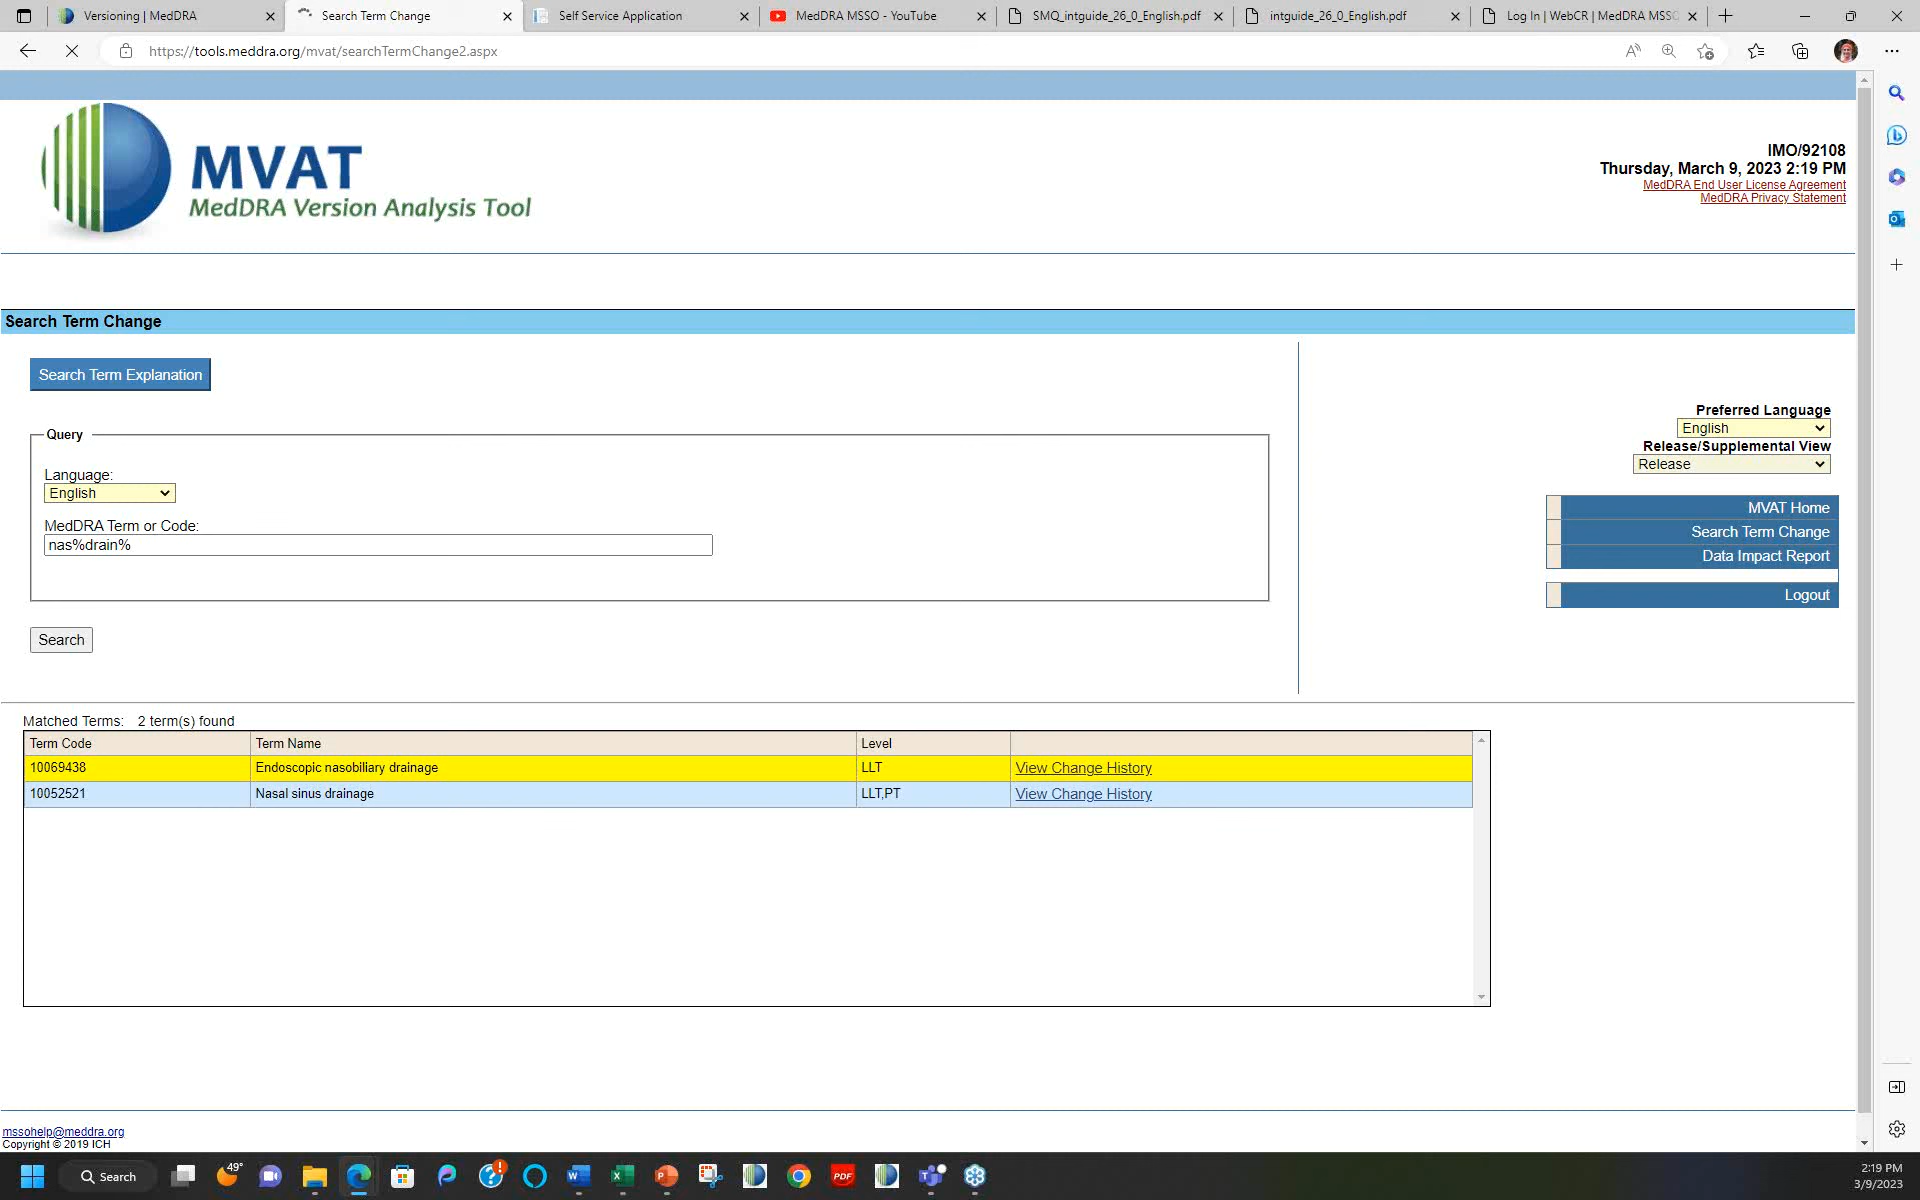 Versioning | MedDRA
Search Term Change
Self Service Application
MedDRA MSSO - YouTube
SMQ_intguide_26_0_English.pdf
intguide_26_0_English.pdf
Log In | WebCR | MedDRA MSSO
https://tools.meddra.org/mvat/searchTermChange2.aspx
MVAT
MedDRA Version Analysis Tool
IMO/92108
Thursday, March 9, 2023 2:19 PM
MedDRA End User License Agreement
MedDRA Privacy Statement
Search Term Change
Search Term Explanation
Query
Language:
English
MedDRA Term or Code:
nas%drain%
Search
Preferred Language
English
Release/Supplemental View
Release
MVAT Home
Search Term Change
Data Impact Report
Logout
Matched Terms: 2 term(s) found
Term Code Term Name Level
10069438 Endoscopic nasobiliary drainage LLT View Change History
10052521 Nasal sinus drainage LLT,PT View Change History
mssohelp@meddra.org
Copyright © 2019 ICH
Search
49°
PDF
2:19 PM
3/9/2023